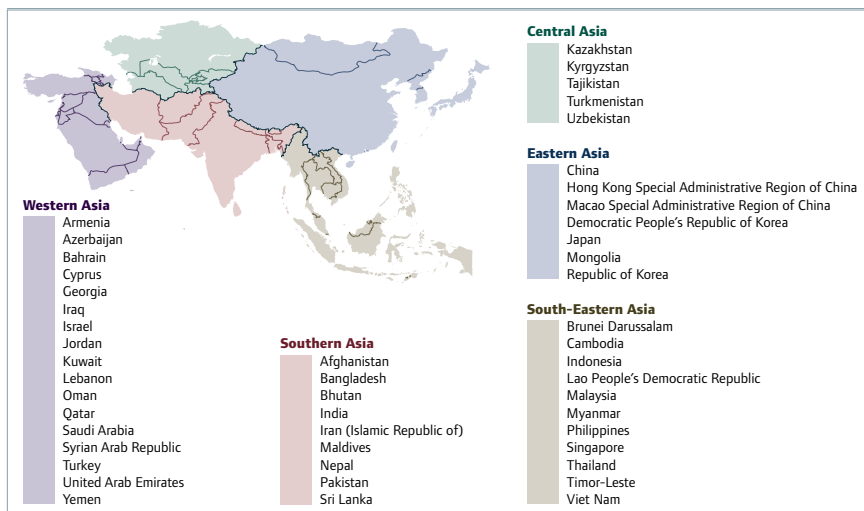 Central Asia
Kazakhstan
Kyrgyzstan
Tajikistan
Turkmenistan
Uzbekistan
Eastern Asia
China
Hong Kong Special Administrative Region of China
Macao Special Administrative Region of China
Democratic People's Republic of Korea
Japan
Mongolia
Republic of Korea
Western Asia
Armenia
Azerbaijan
Bahrain
Cyprus
Georgia
Iraq
Israel
Jordan
Kuwait
Lebanon
Oman
Qatar
Saudi Arabia
Syrian Arab Republic
Turkey
United Arab Emirates
Yemen
Southern Asia
Afghanistan
Bangladesh
Bhutan
India
Iran (Islamic Republic of)
Maldives
Nepal
Pakistan
Sri Lanka
South-Eastern Asia
Brunei Darussalam
Cambodia
Indonesia
Lao People's Democratic Republic
Malaysia
Myanmar
Philippines
Singapore
Thailand
Timor-Leste
Viet Nam